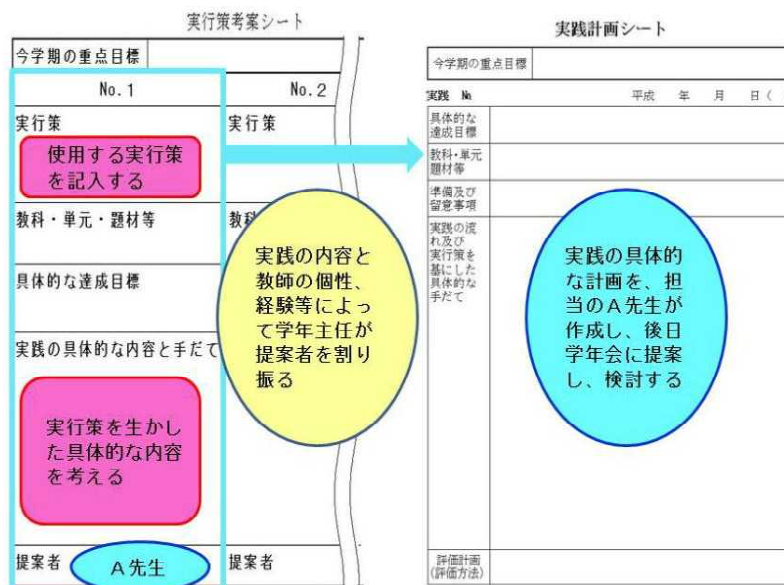 実行策考案シート
今学期の重点目標
No.1
No.2
実行策
実行策
使用する実行策
を記入する
教科・単元・題材等
教科
具体的な達成目標
実践の具体的な内容と手だて
実行策を生かし
た具体的な内容
を考える
提案者
A先生
提案者
実践の内容と
教師の個性、
経験等によっ
て学年主任が
提案者を割り
振る
実践計画シート
今学期の重点目標
実践 №
平成 年 月 日(
具体的な
達成目標
教科・単元
題材等
準備及び
留意事項
実践の流
れ及び
実行策を
基にした
具体的な
手だて
実践の具体的
な計画を、担
当のA先生が
作成し、後日
学年会に提案
し、検討する
評価計画
(評価方法)